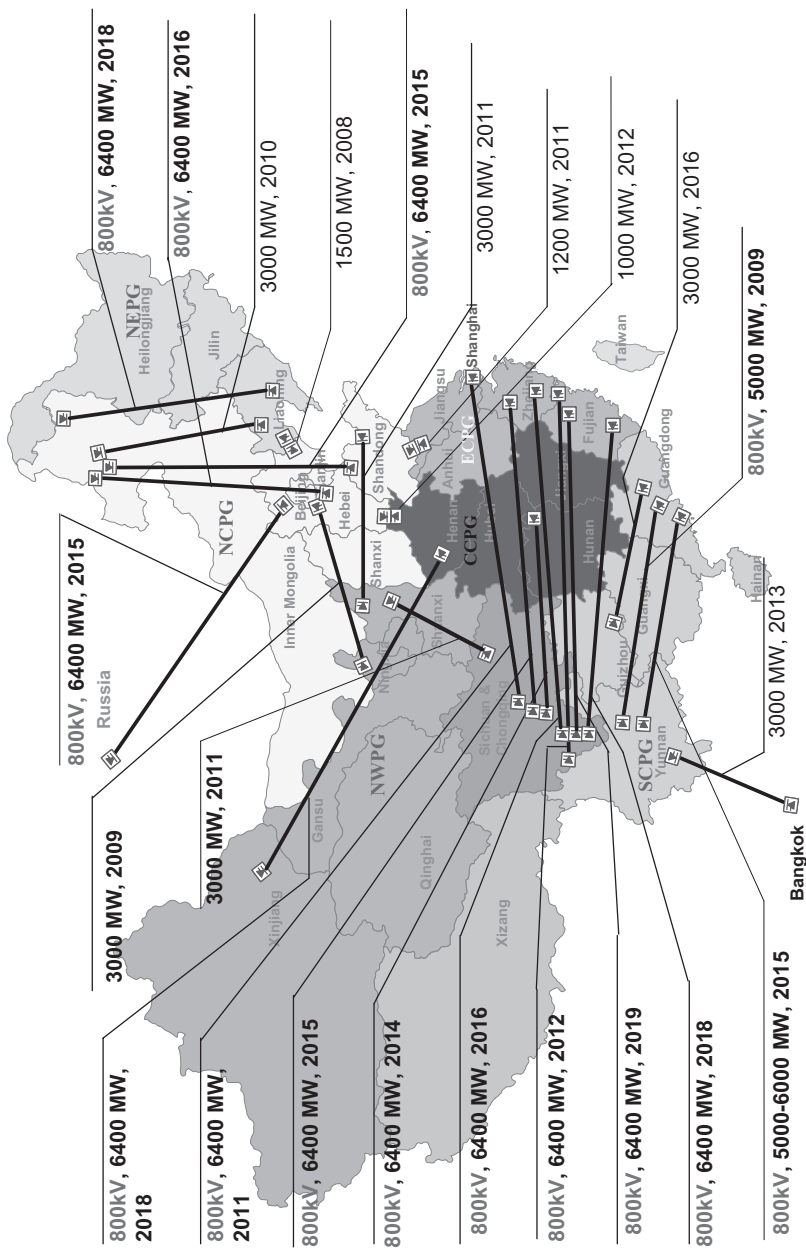 800kV, 6400 MW,
2018
800kV, 6400 MW,
2011
800kV, 6400 MW, 2015
800kV, 6400 MW, 2014
800kV, 6400 MW, 2016
800kV, 6400 MW, 2012
800kV, 6400 MW, 2019
800kV, 6400 MW, 2018
800kV, 5000-6000 MW, 2015
3000 MW, 2009
3000 MW, 2011
800kV, 6400 MW, 2015
Russia
NEPG
Heilongjiang
Jilin
Liaoning
NCPG
Inner Mongolia
Beijing
Hebei
Shanxi
Shandong
Xinjiang
Gansu
NWPG
Qinghai
Xizang
Sichuan &
Chongqing
Henan
CCPG
Hubei
Hunan
Jiangsu
Anhui
ECPG
Shanghai
Fujian
Taiwan
SCPG
Yunnan
Guizhou
Guangxi
Guangdong
Hainan
Bangkok
3000 MW, 2013
800kV, 6400 MW, 2018
800kV, 6400 MW, 2016
3000 MW, 2010
1500 MW, 2008
800kV, 6400 MW, 2015
3000 MW, 2011
1200 MW, 2011
1000 MW, 2012
3000 MW, 2016
800kV, 5000 MW, 2009